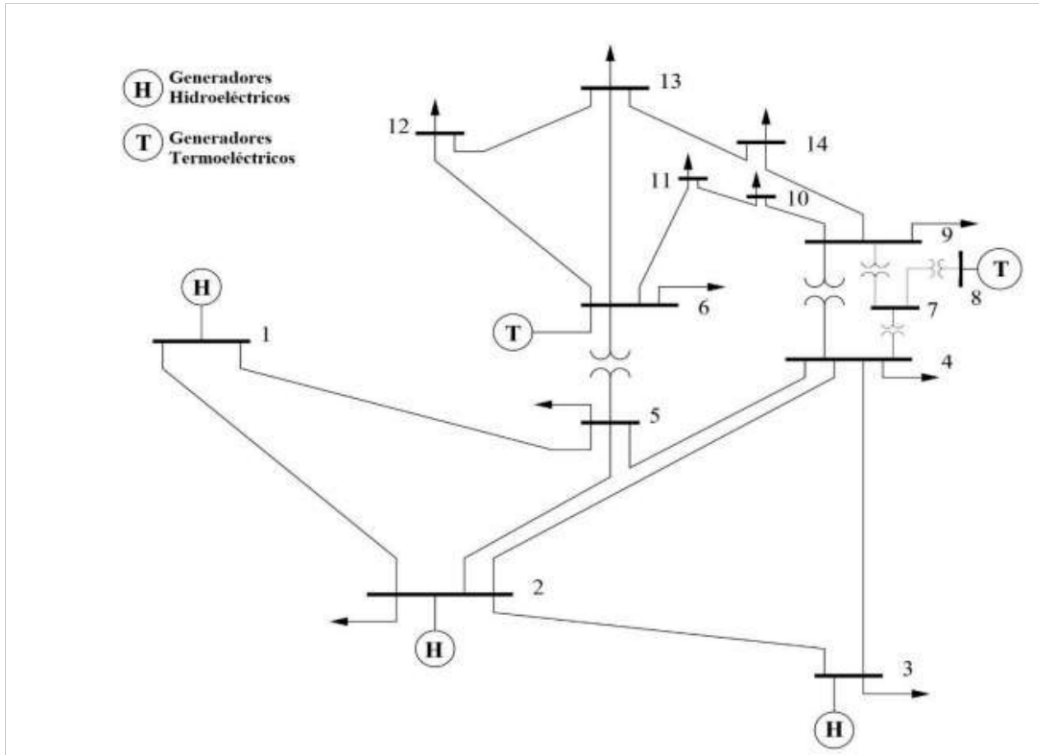 H Generadores
Hidroeléctricos
T Generadores
Termoeléctricos
13
12
14
11
10
9
T
8
7
H
1
6
T
4
5
2
H
3
H